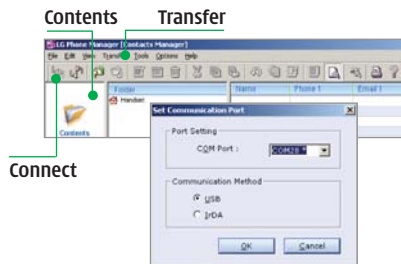 Contents Transfer
LG Phone Manager [Contacts Manager]
File Edit View Transfer Tools Options Help
Folder Name Phone 1 Email 1
Handset
Contents
Set Communication Port
Port Setting
COM Port : COM28 *
Communication Method
USB
IrDA
OK Cancel
Connect